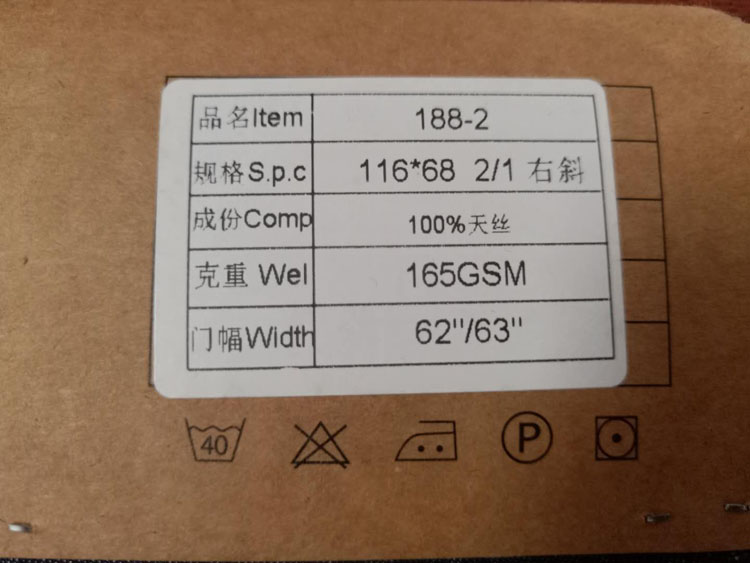 品名Item 188-2
规格S.p.c 116*68 2/1 右斜
成份Comp 100%天丝
克重 Wel 165GSM
门幅Width 62"/63"
40 P